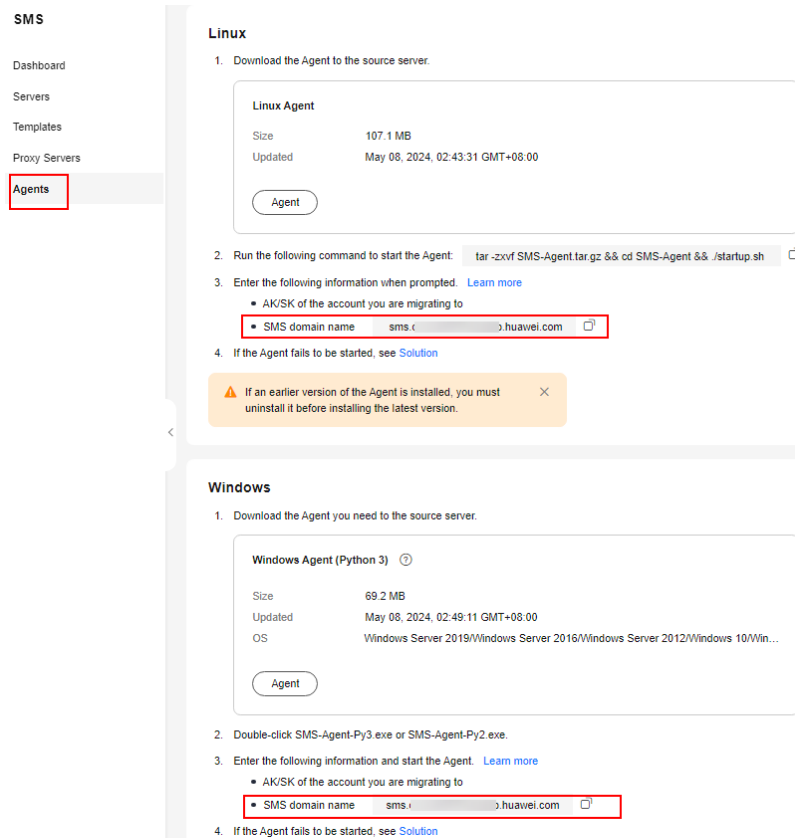 SMS
Dashboard
Servers
Templates
Proxy Servers
Agents
Linux
1. Download the Agent to the source server.
Linux Agent
Size 107.1 MB
Updated May 08, 2024, 02:43:31 GMT+08:00
Agent
2. Run the following command to start the Agent: tar -zxvf SMS-Agent.tar.gz && cd SMS-Agent && ./startup.sh
3. Enter the following information when prompted. Learn more
• AK/SK of the account you are migrating to
• SMS domain name sms. .huawei.com
4. If the Agent fails to be started, see Solution
If an earlier version of the Agent is installed, you must
uninstall it before installing the latest version.
Windows
1. Download the Agent you need to the source server.
Windows Agent (Python 3)
Size 69.2 MB
Updated May 08, 2024, 02:49:11 GMT+08:00
OS Windows Server 2019/Windows Server 2016/Windows Server 2012/Windows 10/Win...
Agent
2. Double-click SMS-Agent-Py3.exe or SMS-Agent-Py2.exe.
3. Enter the following information and start the Agent. Learn more
• AK/SK of the account you are migrating to
• SMS domain name sms. .huawei.com
4. If the Agent fails to be started, see Solution